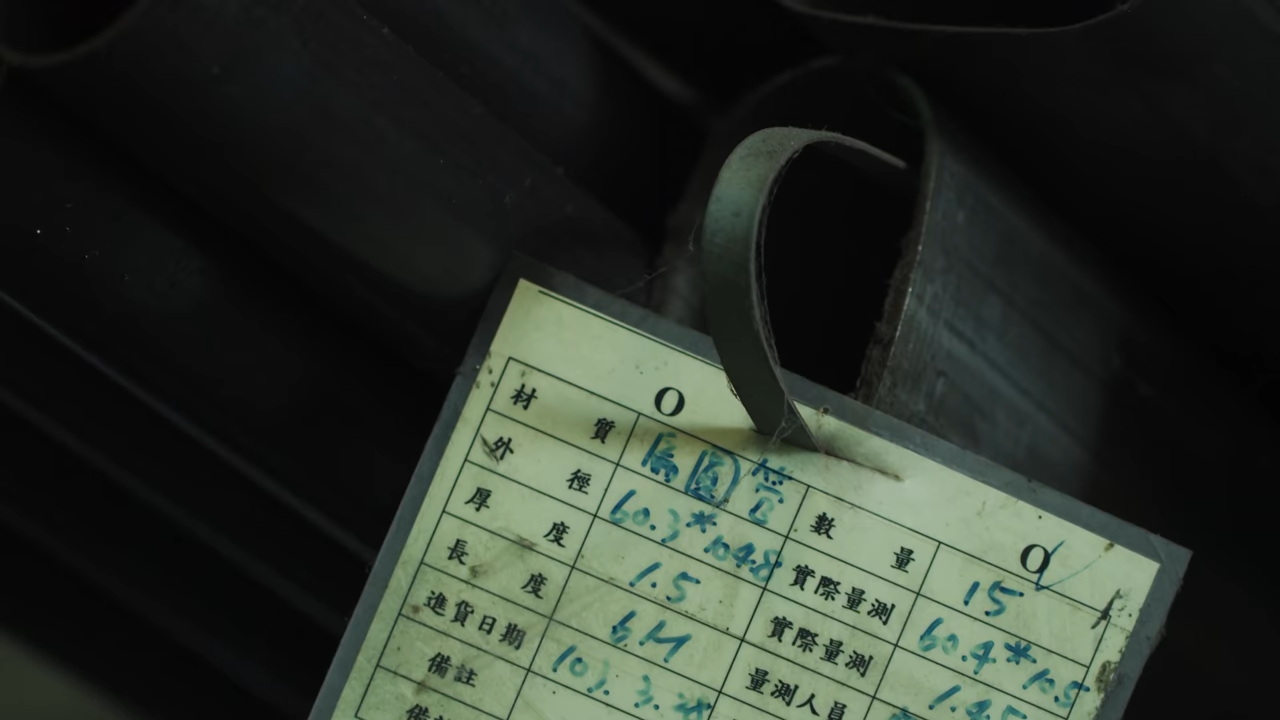 O O
材質 扁圓管 數量 15
外徑 60.3*104.8 實際量測 60.4*105
厚度 1.5 實際量測 1.45
長度 6M 量測人員
進貨日期 103.3.
備註